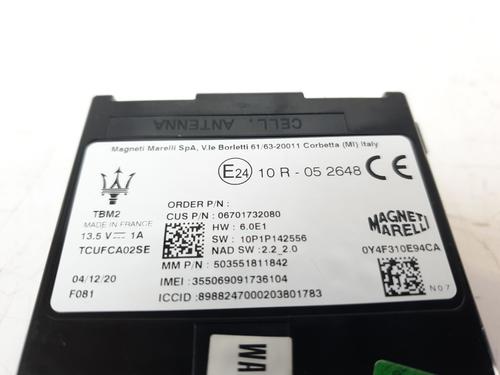 CELL. ANTENNA
Magneti Marelli SpA, V.le Borletti 61/63-20011 Corbetta (MI) Italy
E24 10 R - 05 2648 CE
TBM2
MADE IN FRANCE
13.5 V 1A
TCUFCA02SE
04/12/20
F081
ORDER P/N :
CUS P/N : 06701732080
HW : 6.0E1
SW : 10P1P142556
NAD SW : 2.2_2.0
MM P/N : 503551811842
IMEI : 355069091736104
ICCID : 8988247000203801783
MAGNETI
MARELLI
0Y4F310E94CA
N07
WA